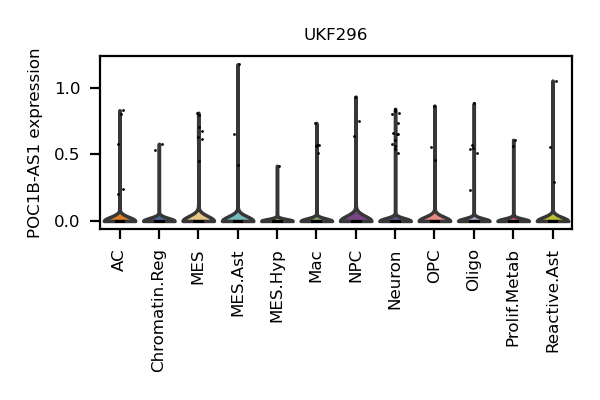 UKF296
POC1B-AS1 expression
1.0
0.5
0.0
AC
Chromatin.Reg
MES
MES.Ast
MES.Hyp
Mac
NPC
Neuron
OPC
Oligo
Prolif.Metab
Reactive.Ast